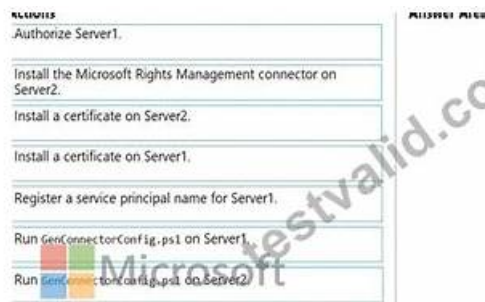 Actions
Answer Area
Authorize Server1.
Install the Microsoft Rights Management connector on
Server2.
Install a certificate on Server2.
Install a certificate on Server1.
Register a service principal name for Server1.
Run GenConnectorConfig.ps1 on Server1.
Run GenConnectorConfig.ps1 on Server2.
Microsoft
testvalid.co